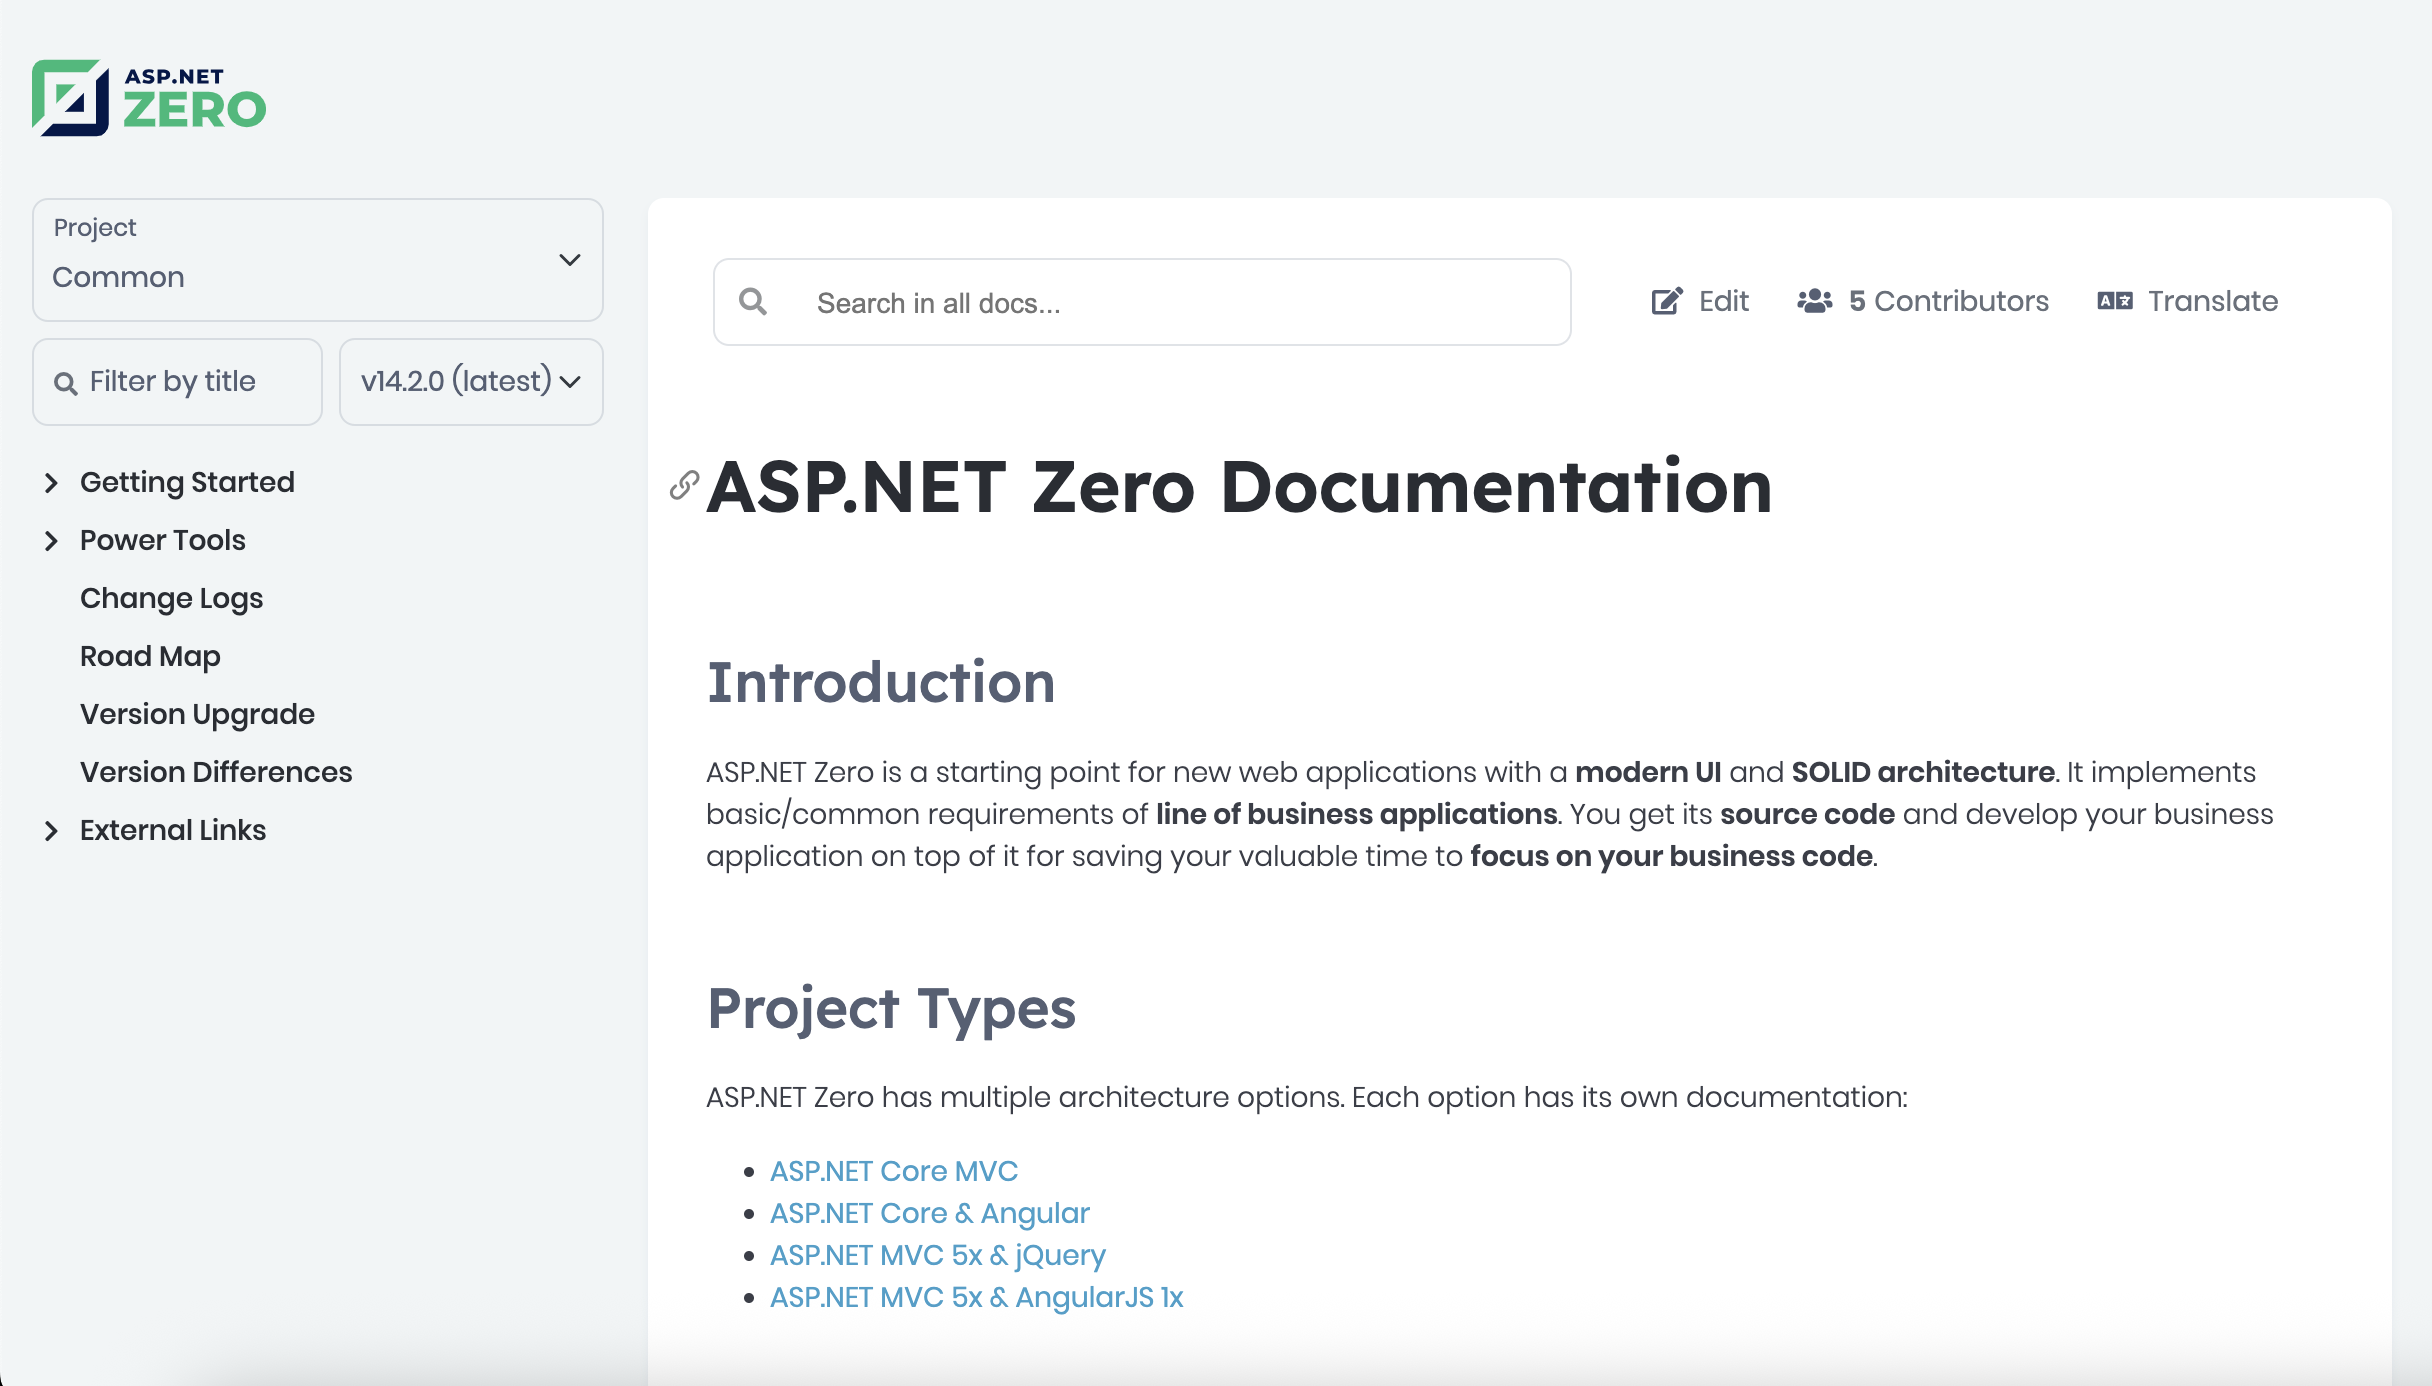 ASP.NET
ZERO
Project
Common
Filter by title
v14.2.0 (latest)
Getting Started
Power Tools
Change Logs
Road Map
Version Upgrade
Version Differences
External Links
Search in all docs...
Edit
5 Contributors
Translate
ASP.NET Zero Documentation
Introduction
ASP.NET Zero is a starting point for new web applications with a modern UI and SOLID architecture. It implements
basic/common requirements of line of business applications. You get its source code and develop your business
application on top of it for saving your valuable time to focus on your business code.
Project Types
ASP.NET Zero has multiple architecture options. Each option has its own documentation:
ASP.NET Core MVC
ASP.NET Core & Angular
ASP.NET MVC 5x & jQuery
ASP.NET MVC 5x & AngularJS 1x